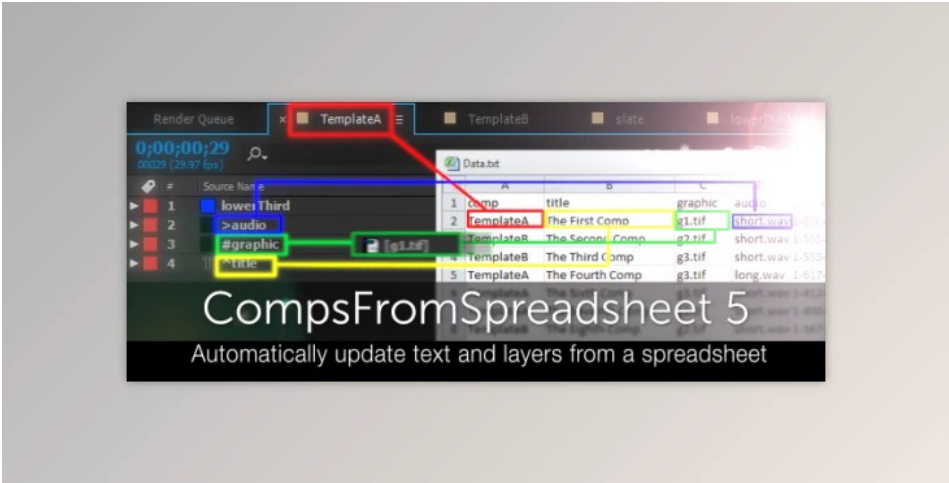 Render Queue × TemplateA ≡ TemplateB slate lowerThird
0;00;00;29
00029 (29.97 fps)
Data.txt
# Source Name
A B C
1 lowerThird
2 >audio
3 #graphic
4 ^title
[g1.tif]
1 comp title graphic audio
2 TemplateA The First Comp g1.tif short.wav
TemplateB The Second Comp g2.tif short.wav
4 TemplateB The Third Comp g3.tif short.wav
5 TemplateA The Fourth Comp g3.tif long.wav
CompsFromSpreadsheet 5
Automatically update text and layers from a spreadsheet